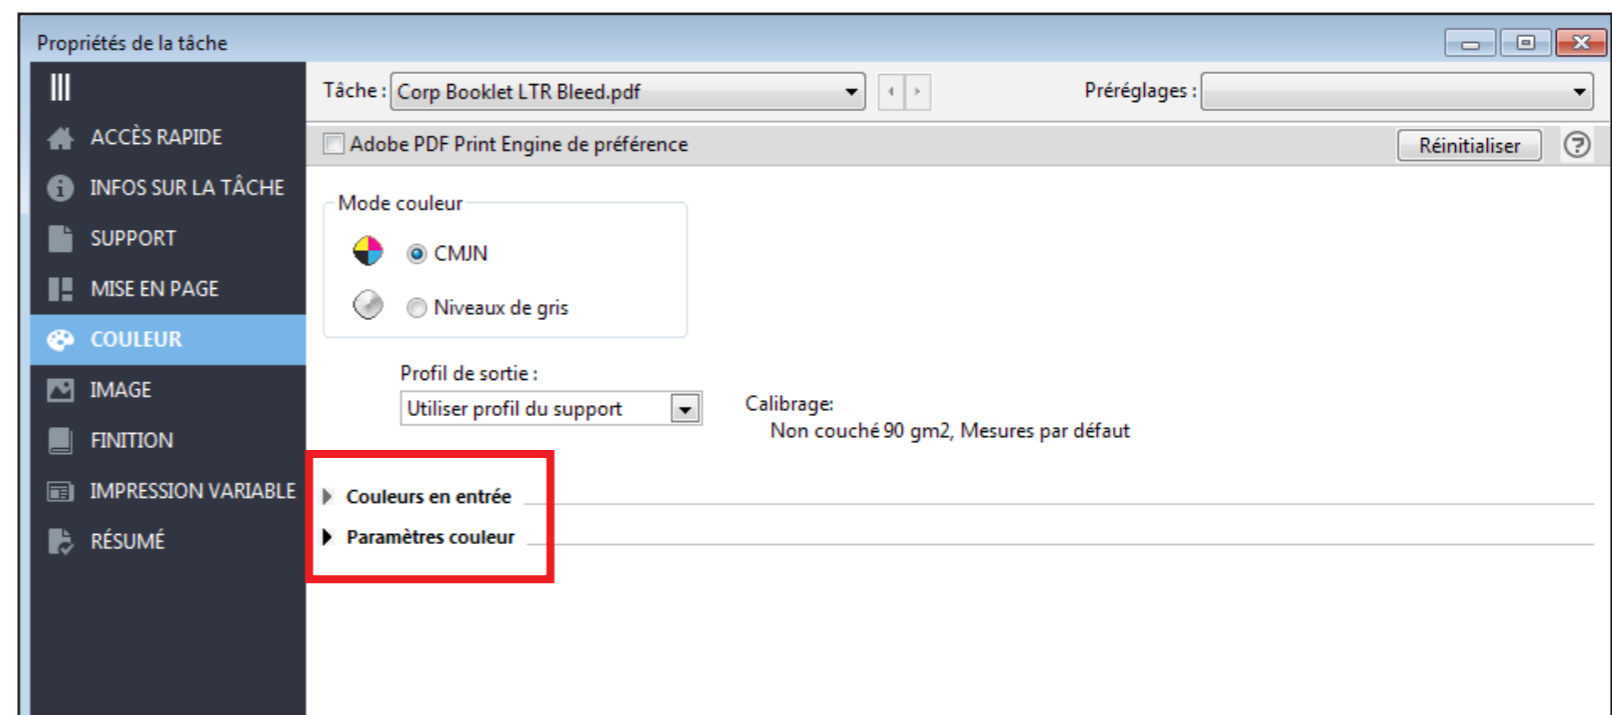 Propriétés de la tâche
Tâche : Corp Booklet LTR Bleed.pdf Préréglages :
ACCÈS RAPIDE
Adobe PDF Print Engine de préférence Réinitialiser ?
INFOS SUR LA TÂCHE
SUPPORT
MISE EN PAGE
COULEUR
IMAGE
FINITION
IMPRESSION VARIABLE
RÉSUMÉ
Mode couleur
CMJN
Niveaux de gris
Profil de sortie :
Utiliser profil du support
Calibrage:
Non couché 90 gm2, Mesures par défaut
Couleurs en entrée
Paramètres couleur